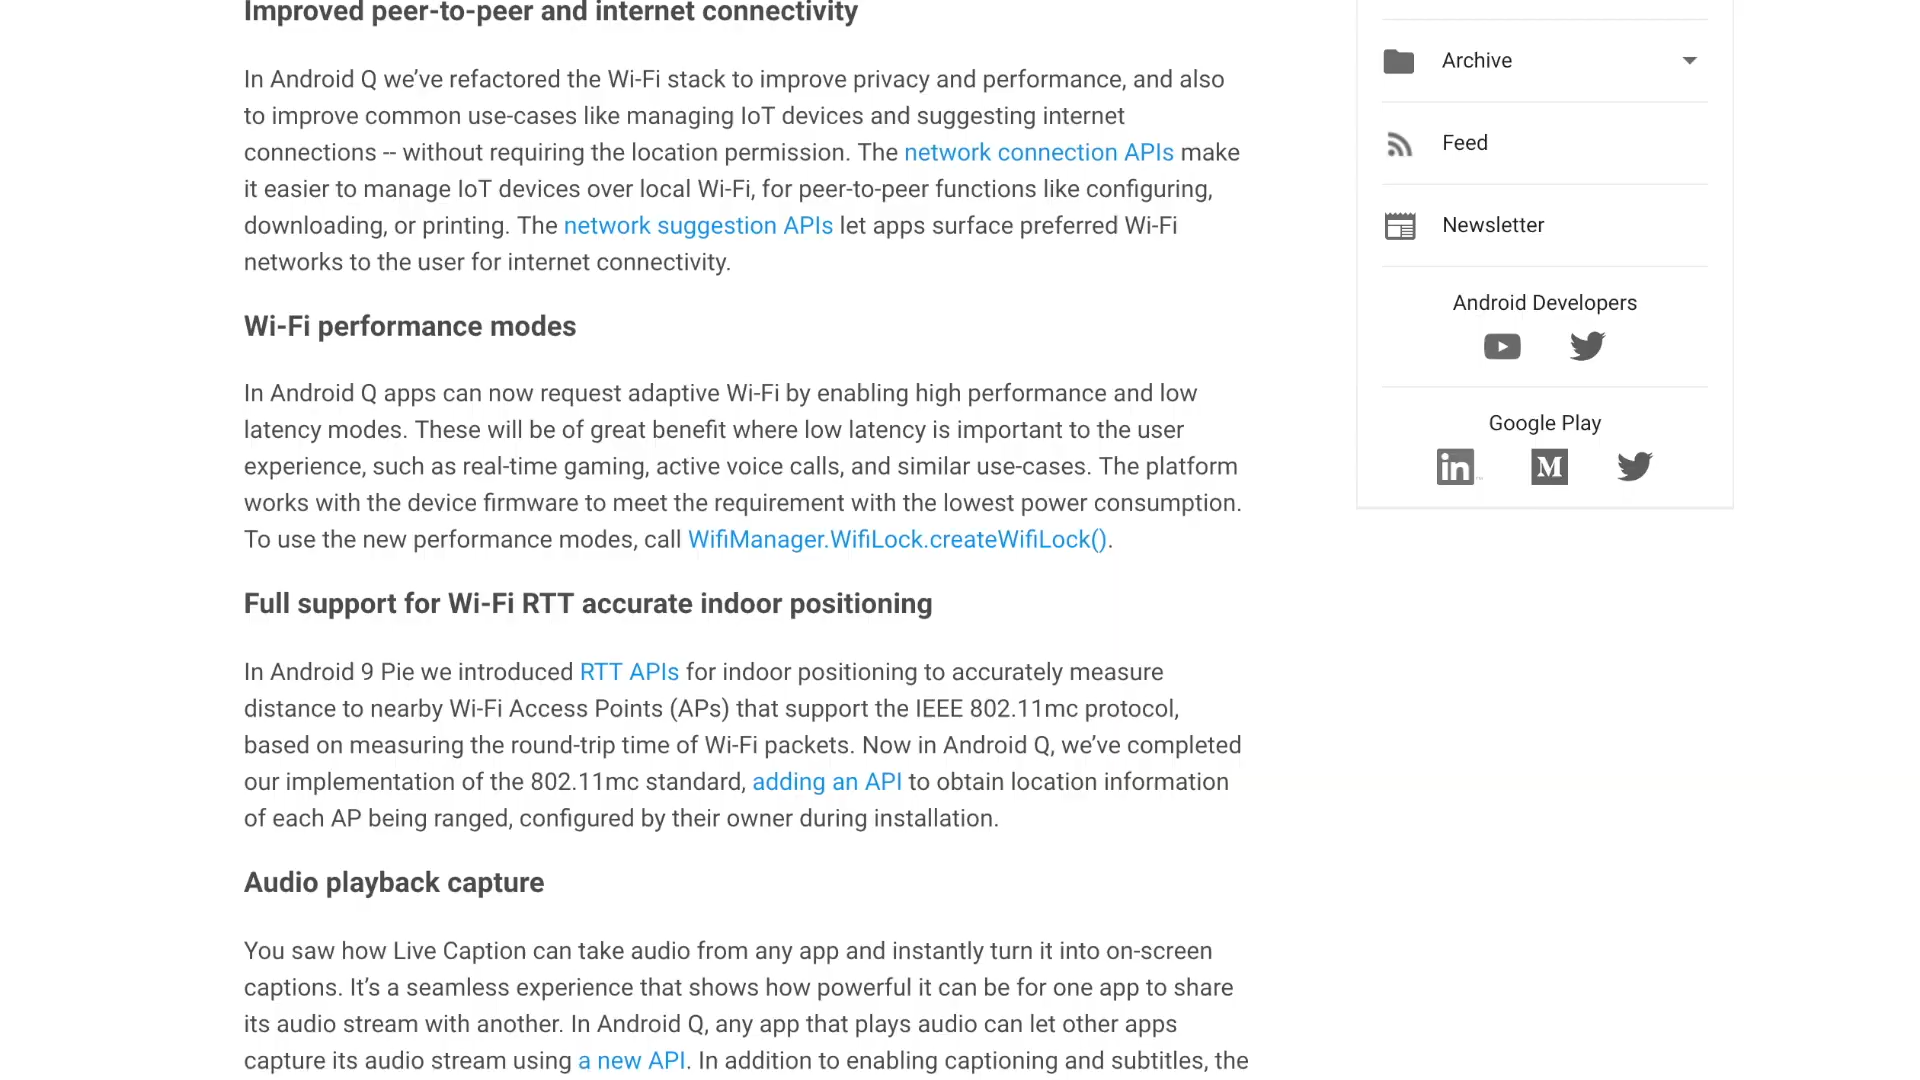 Improved peer-to-peer and internet connectivity
In Android Q we’ve refactored the Wi-Fi stack to improve privacy and performance, and also
to improve common use-cases like managing IoT devices and suggesting internet
connections -- without requiring the location permission. The network connection APIs make
it easier to manage IoT devices over local Wi-Fi, for peer-to-peer functions like configuring,
downloading, or printing. The network suggestion APIs let apps surface preferred Wi-Fi
networks to the user for internet connectivity.
Wi-Fi performance modes
In Android Q apps can now request adaptive Wi-Fi by enabling high performance and low
latency modes. These will be of great benefit where low latency is important to the user
experience, such as real-time gaming, active voice calls, and similar use-cases. The platform
works with the device firmware to meet the requirement with the lowest power consumption.
To use the new performance modes, call WifiManager.WifiLock.createWifiLock().
Full support for Wi-Fi RTT accurate indoor positioning
In Android 9 Pie we introduced RTT APIs for indoor positioning to accurately measure
distance to nearby Wi-Fi Access Points (APs) that support the IEEE 802.11mc protocol,
based on measuring the round-trip time of Wi-Fi packets. Now in Android Q, we’ve completed
our implementation of the 802.11mc standard, adding an API to obtain location information
of each AP being ranged, configured by their owner during installation.
Audio playback capture
You saw how Live Caption can take audio from any app and instantly turn it into on-screen
captions. It’s a seamless experience that shows how powerful it can be for one app to share
its audio stream with another. In Android Q, any app that plays audio can let other apps
capture its audio stream using a new API. In addition to enabling captioning and subtitles, the
Archive
Feed
Newsletter
Android Developers
Google Play
in
M